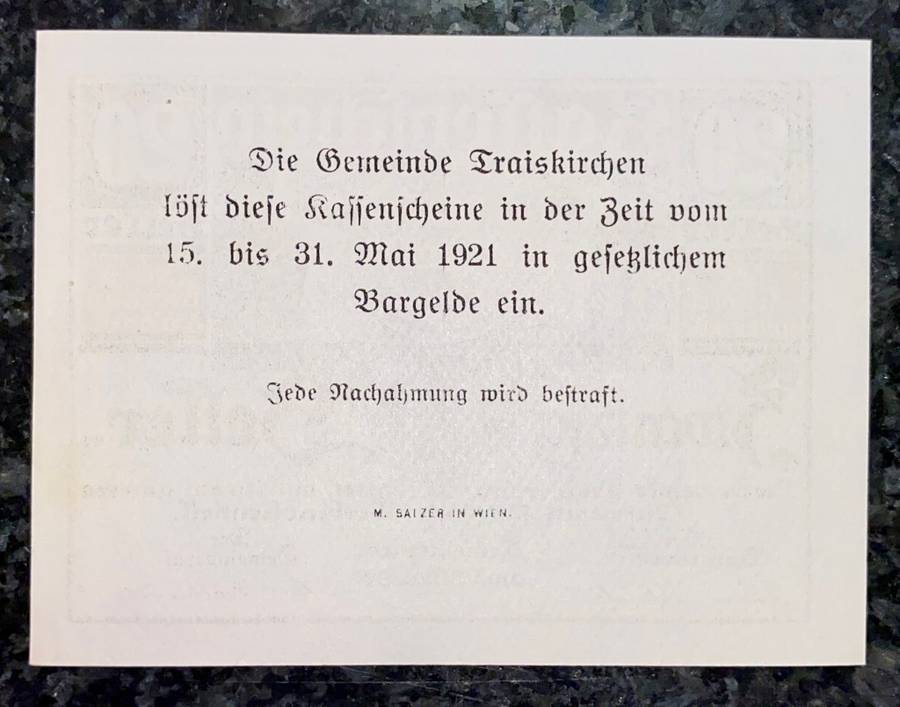 Die Gemeinde Traiskirchen
löst diese Kassenscheine in der Zeit vom
15. bis 31. Mai 1921 in gesetzlichem
Bargelde ein.
Jede Nachahmung wird bestraft.
M. SALZER IN WIEN.